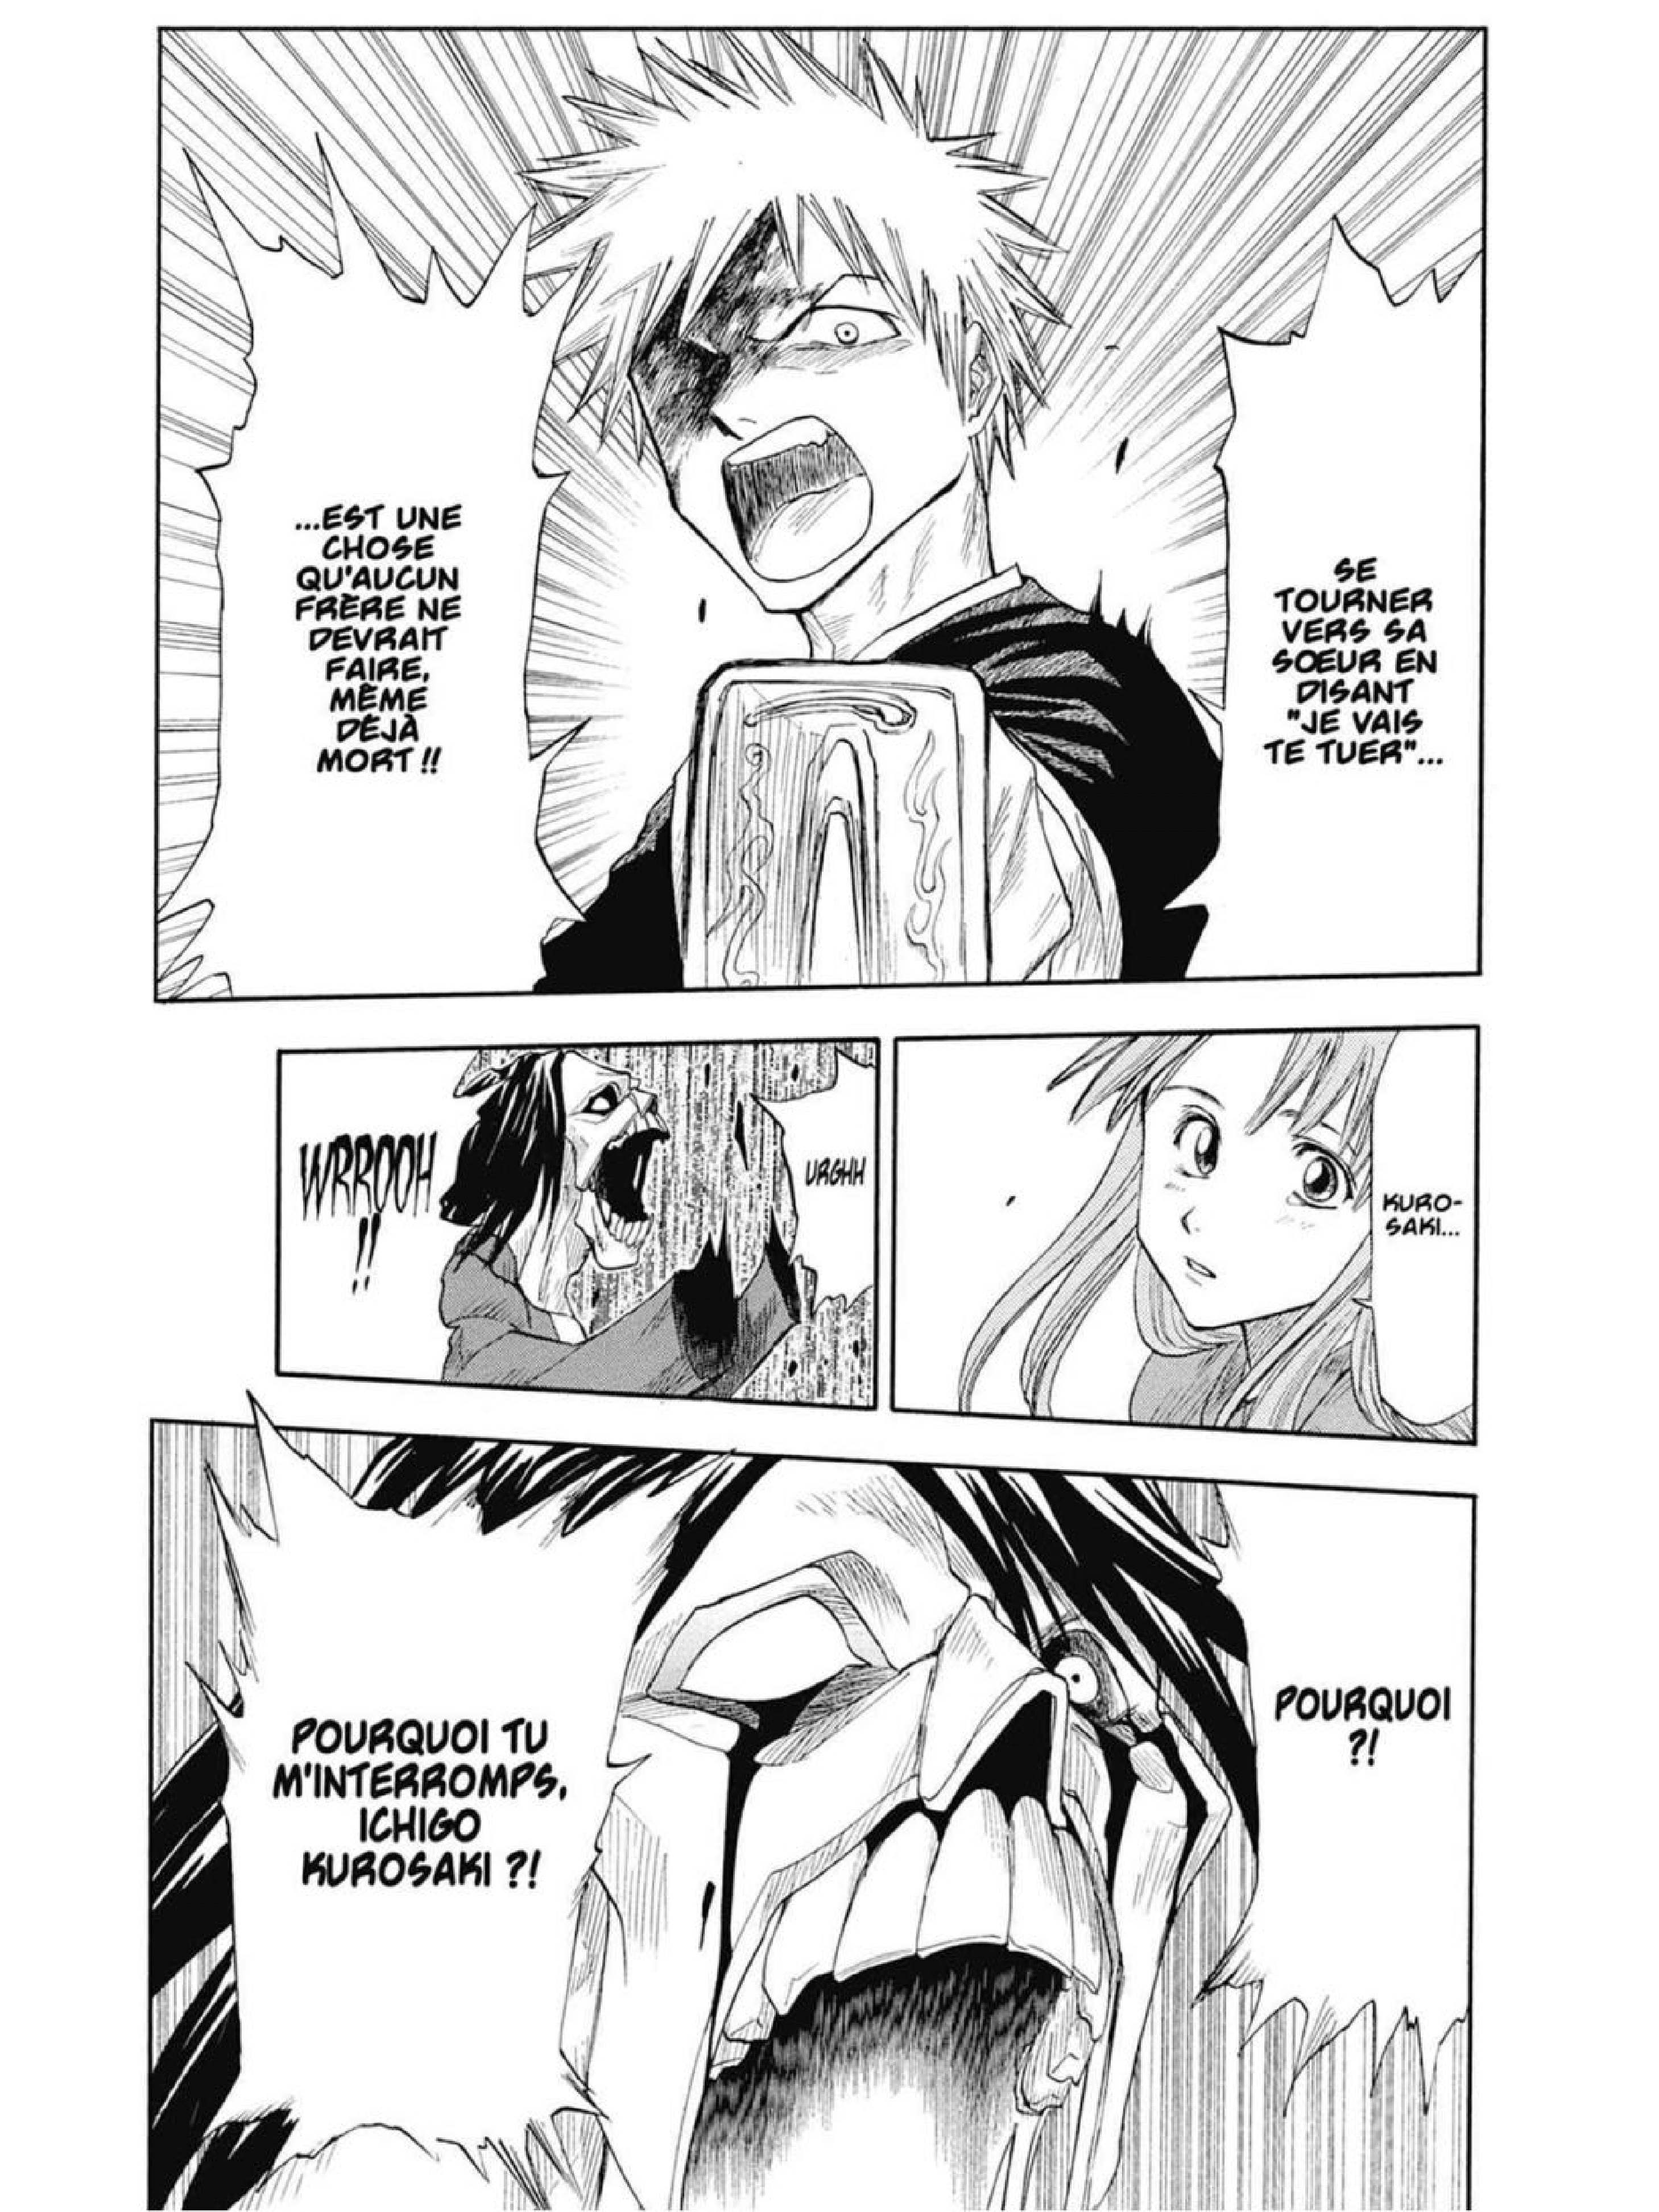 SE
TOURNER
VERS SA
SOEUR EN
DISANT
"JE VAIS
TE TUER"...
...EST UNE
CHOSE
QU'AUCUN
FRÈRE NE
DEVRAIT
FAIRE,
MÊME
DÉJÀ
MORT !!
KURO-
SAKI...
URGHH
WRROOH
!!
POURQUOI
?!
POURQUOI TU
M'INTERROMPS,
ICHIGO
KUROSAKI ?!